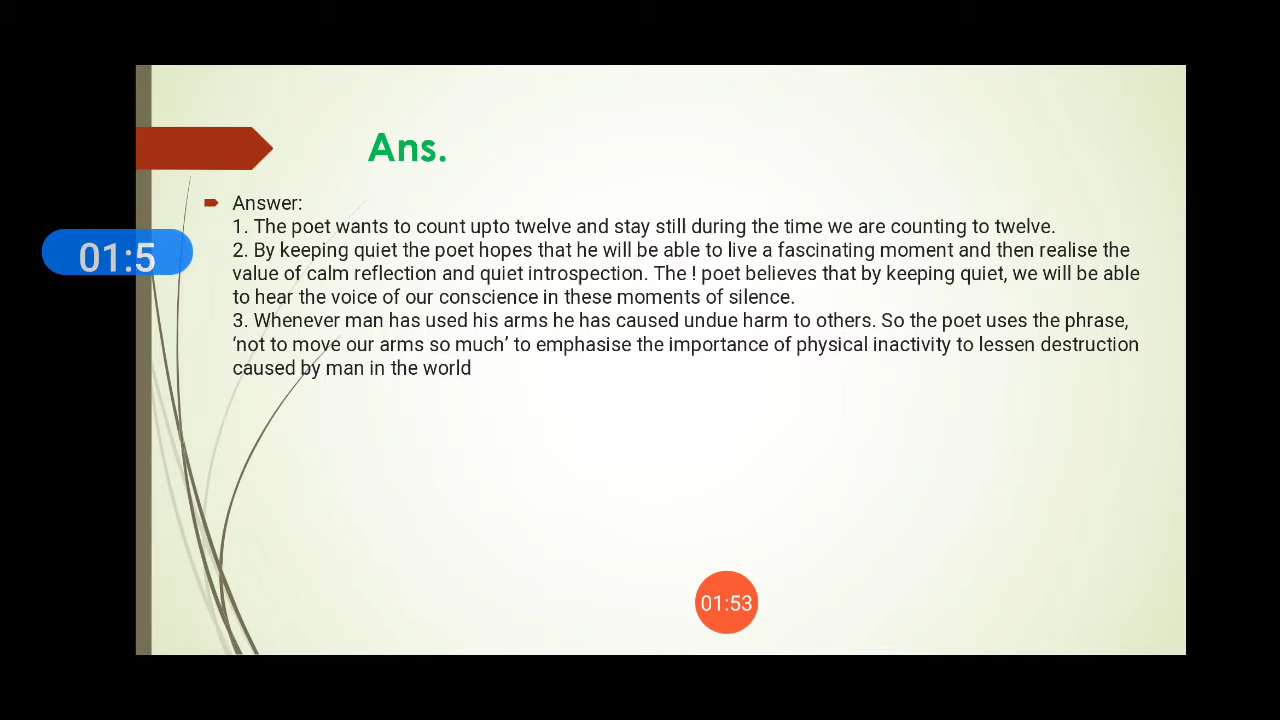 Ans.
Answer:
1. The poet wants to count upto twelve and stay still during the time we are counting to twelve.
2. By keeping quiet the poet hopes that he will be able to live a fascinating moment and then realise the
value of calm reflection and quiet introspection. The ! poet believes that by keeping quiet, we will be able
to hear the voice of our conscience in these moments of silence.
3. Whenever man has used his arms he has caused undue harm to others. So the poet uses the phrase,
‘not to move our arms so much’ to emphasise the importance of physical inactivity to lessen destruction
caused by man in the world
01:5
01:53